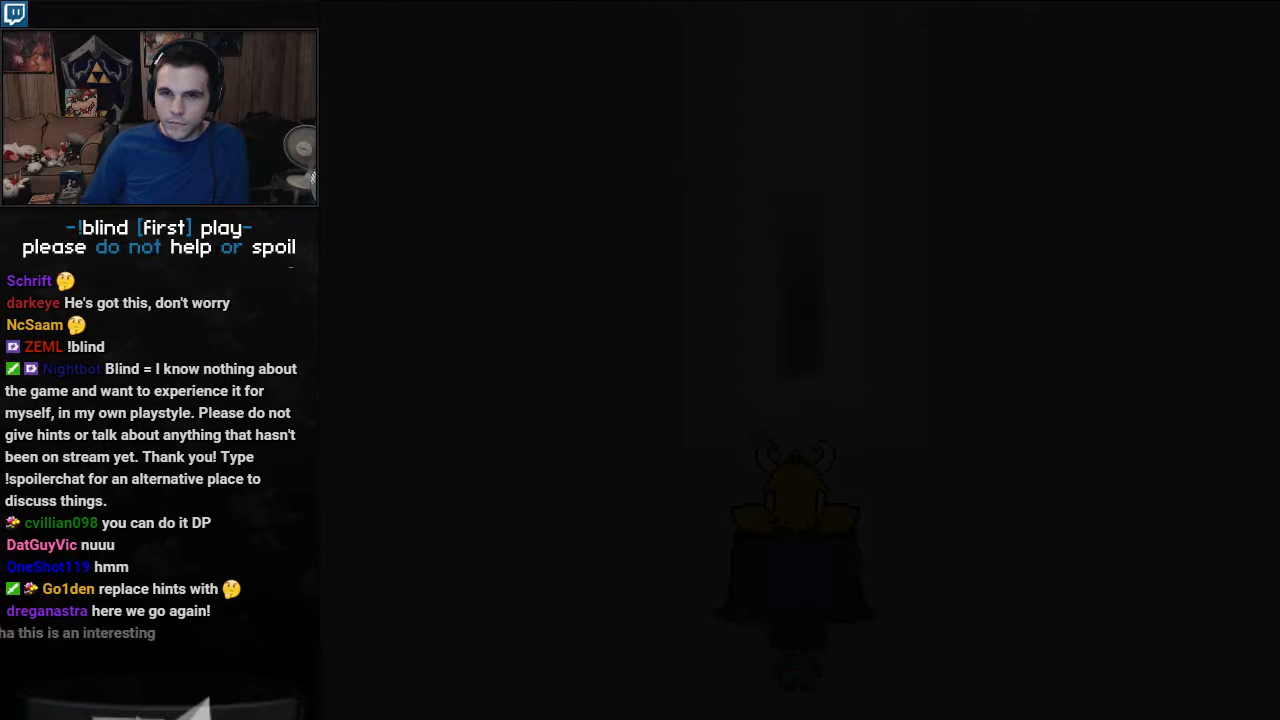 -!blind [first] play-
please do not help or spoil
Schrift
darkeye He's got this, don't worry
NcSaam
ZEML !blind
Nightbot Blind = I know nothing about
the game and want to experience it for
myself, in my own playstyle. Please do not
give hints or talk about anything that hasn't
been on stream yet. Thank you! Type
!spoilerchat for an alternative place to
discuss things.
cvillian098 you can do it DP
DatGuyVic nuuu
OneShot119 hmm
Go1den replace hints with
dreganastra here we go again!
ha this is an interesting